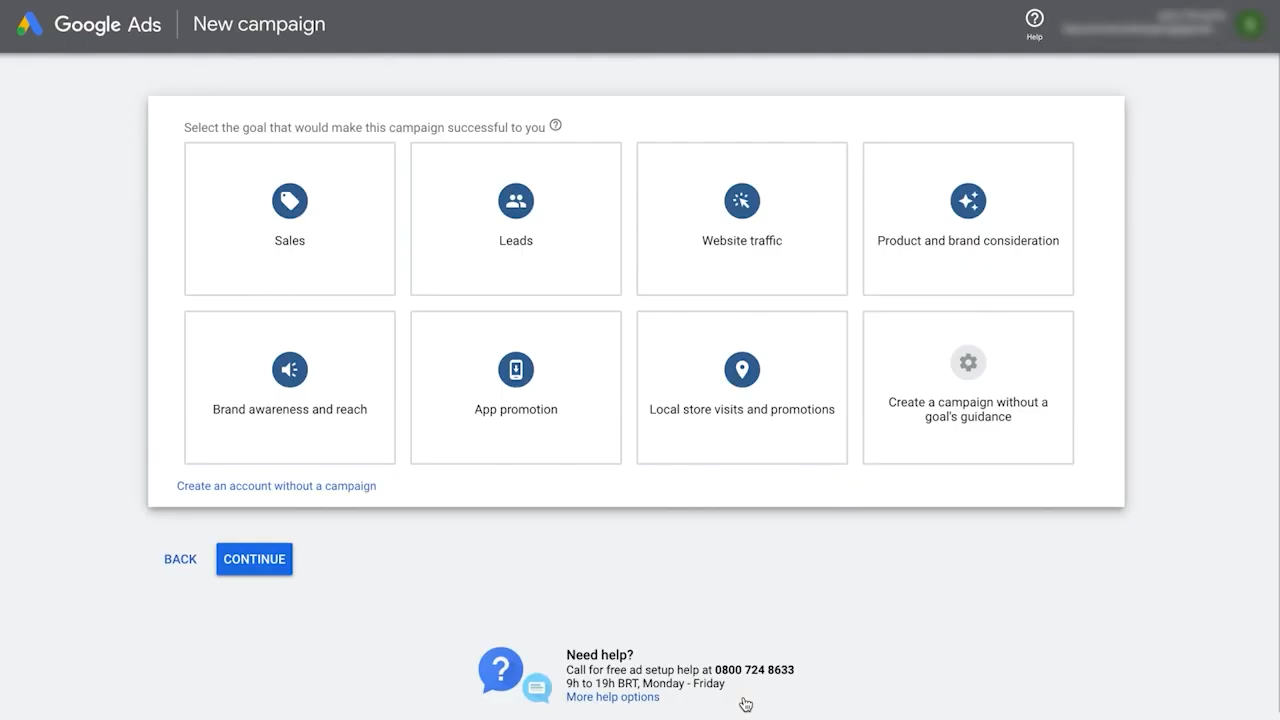 Google Ads
New campaign
Help
Select the goal that would make this campaign successful to you
Sales
Leads
Website traffic
Product and brand consideration
Brand awareness and reach
App promotion
Local store visits and promotions
Create a campaign without a
goal's guidance
Create an account without a campaign
BACK
CONTINUE
Need help?
Call for free ad setup help at 0800 724 8633
9h to 19h BRT, Monday - Friday
More help options